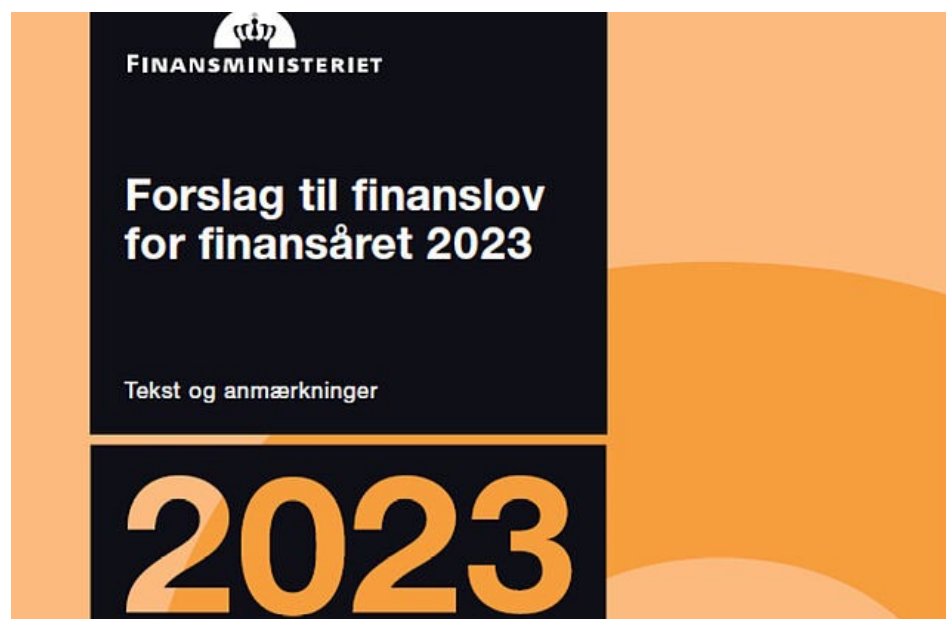 FINANSMINISTERIET
Forslag til finanslov
for finansåret 2023
Tekst og anmærkninger
2023